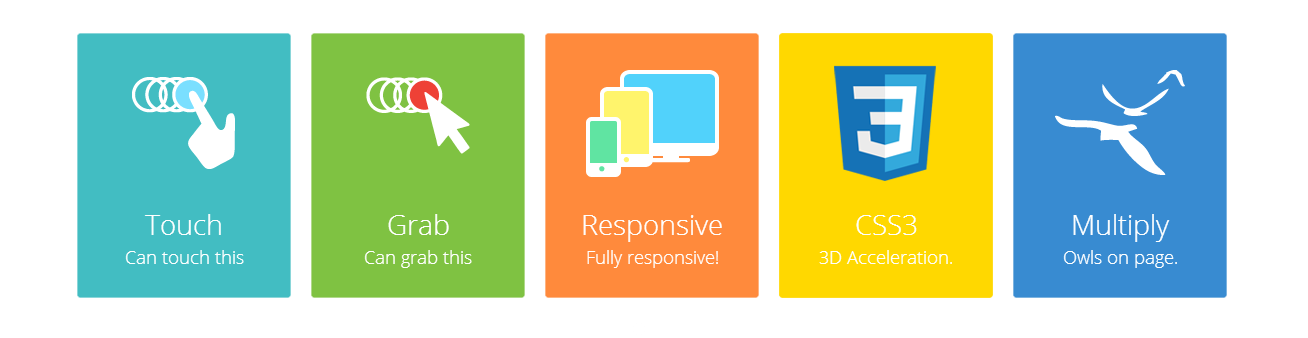 Touch
Can touch this
Grab
Can grab this
Responsive
Fully responsive!
3
CSS3
3D Acceleration.
Multiply
Owls on page.